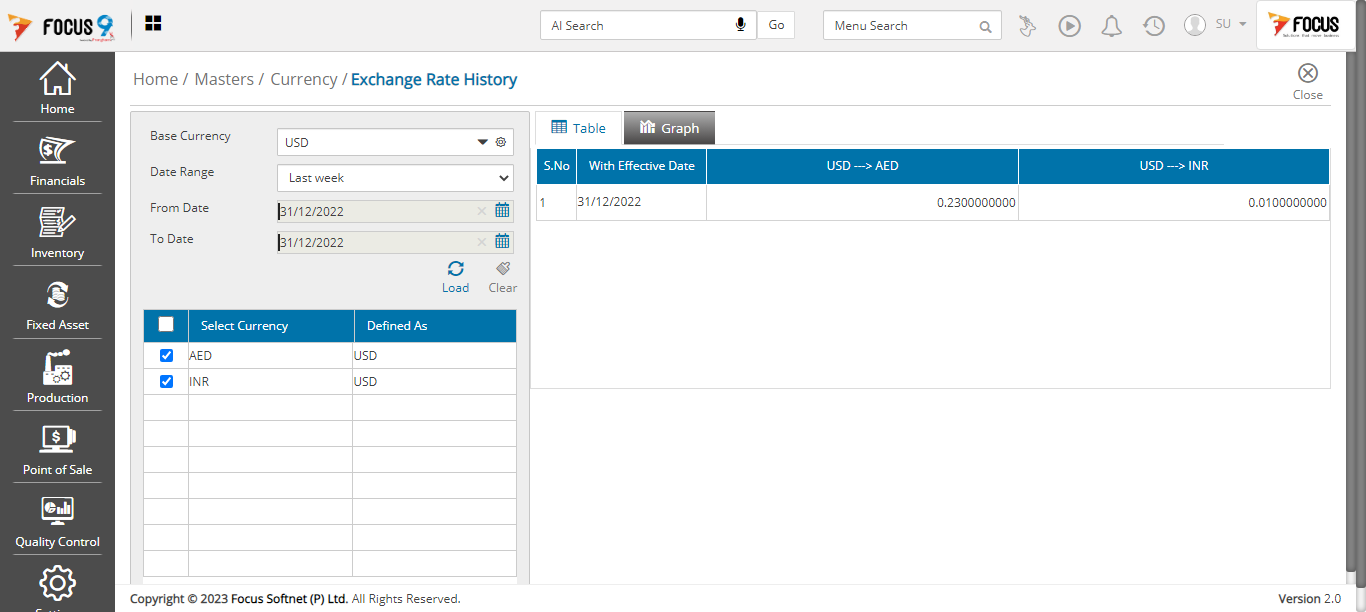 FOCUS 9
AI Search
Go
Menu Search
SU
FOCUS
Home
Financials
Inventory
Fixed Asset
Production
Point of Sale
Quality Control
Home / Masters / Currency / Exchange Rate History
Close
Base Currency
USD
Date Range
Last week
From Date
31/12/2022
To Date
31/12/2022
Load
Clear
Select Currency
Defined As
AED
USD
INR
USD
Table
Graph
S.No
With Effective Date
USD ---> AED
USD ---> INR
1
31/12/2022
0.2300000000
0.0100000000
Copyright © 2023 Focus Softnet (P) Ltd. All Rights Reserved.
Version 2.0